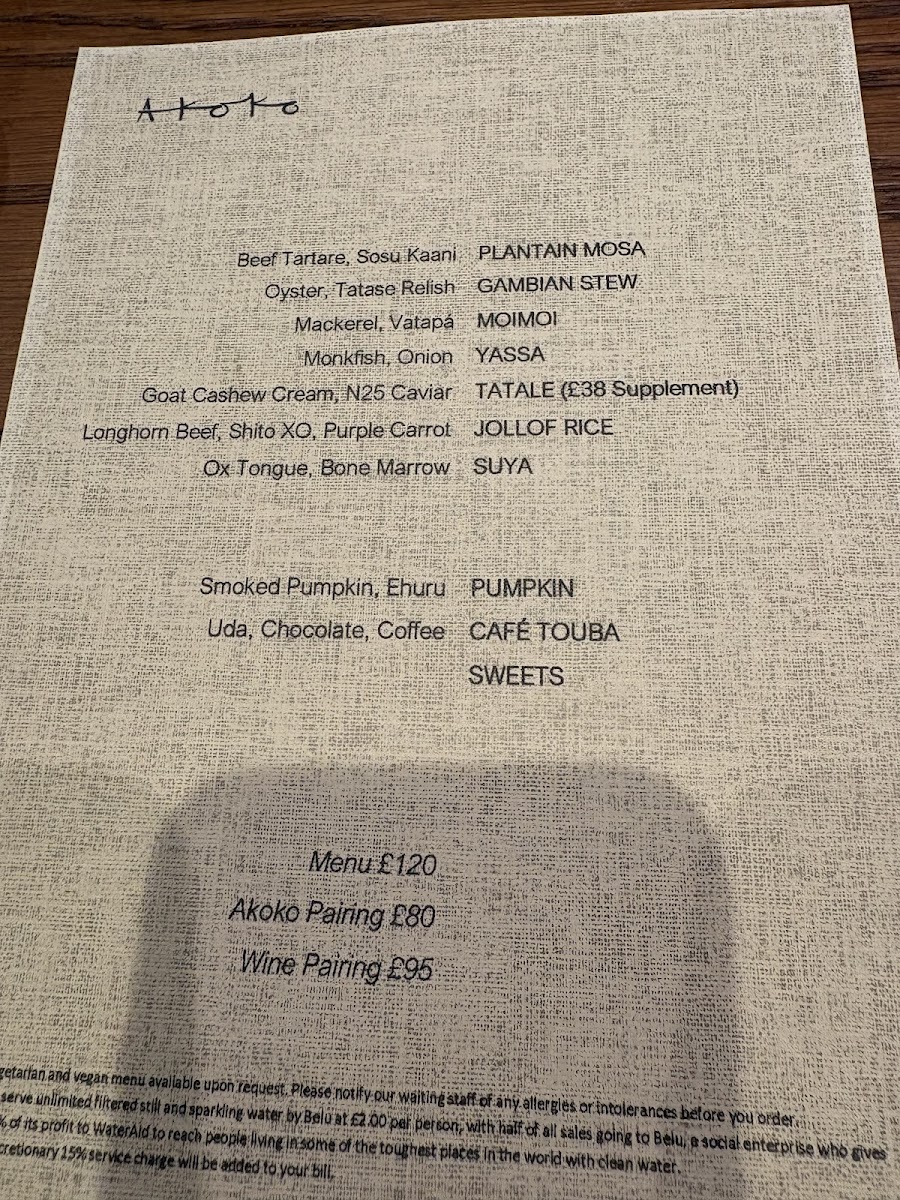 AKoKo
Beef Tartare, Sosu Kaani PLANTAIN MOSA
Oyster, Tatase Relish GAMBIAN STEW
Mackerel, Vatapá MOIMOI
Monkfish, Onion YASSA
Goat Cashew Cream, N25 Caviar TATALE (£38 Supplement)
Longhorn Beef, Shito XO, Purple Carrot JOLLOF RICE
Ox Tongue, Bone Marrow SUYA
Smoked Pumpkin, Ehuru PUMPKIN
Uda, Chocolate, Coffee CAFÉ TOUBA
SWEETS
Menu £120
Akoko Pairing £80
Wine Pairing £95
getarian and vegan menu available upon request. Please notify our waiting staff of any allergies or intolerances before you order.
serve unlimited filtered still and sparkling water by Belu at £2.00 per person, with half of all sales going to Belu, a social enterprise who gives
% of its profit to WaterAid to reach people living in some of the toughest places in the world with clean water.
cretionary 15% service charge will be added to your bill.